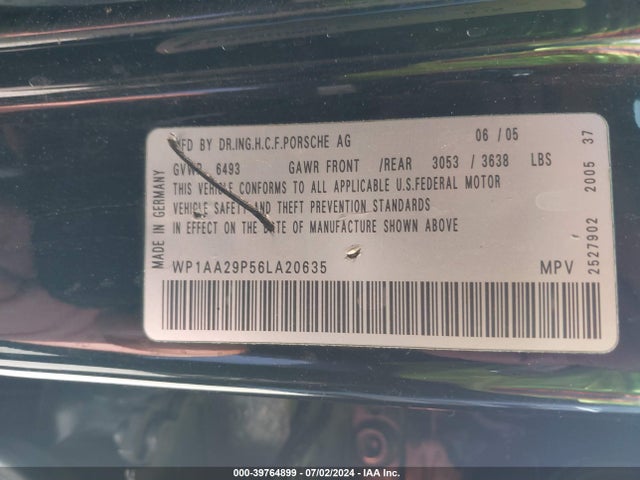 MFD BY DR.ING.H.C.F.PORSCHE AG 06 / 05
GVWR 6493 GAWR FRONT /REAR 3053 / 3638 LBS
THIS VEHICLE CONFORMS TO ALL APPLICABLE U.S.FEDERAL MOTOR
VEHICLE SAFETY AND THEFT PREVENTION STANDARDS
IN EFFECT ON THE DATE OF MANUFACTURE SHOWN ABOVE
WP1AA29P56LA20635 MPV
MADE IN GERMANY
2527902 2005 37
000-39764899 - 07/02/2024 - IAA Inc.